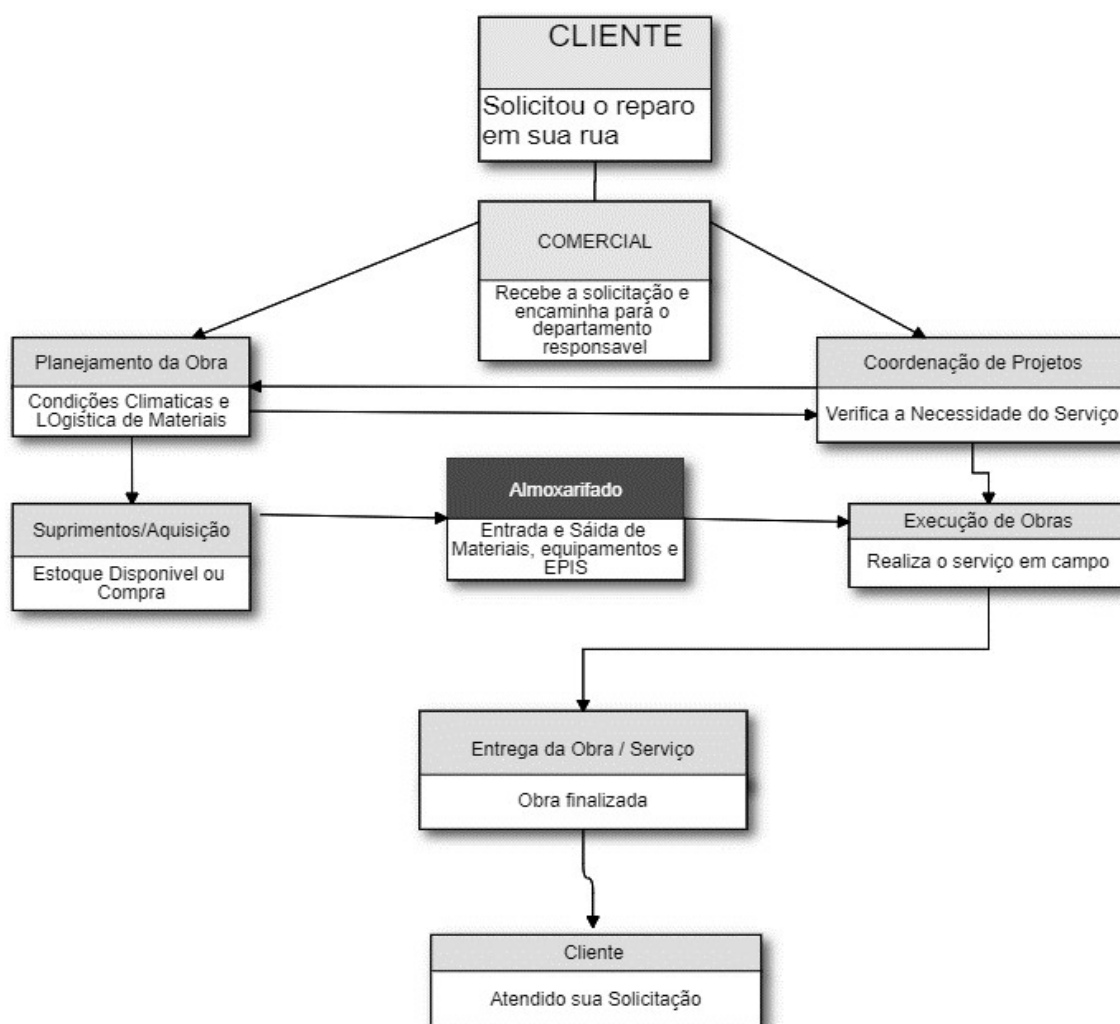 CLIENTE
Solicitou o reparo
em sua rua
COMERCIAL
Recebe a solicitação e
encaminha para o
departamento
responsavel
Planejamento da Obra
Condições Climaticas e
LOgistica de Materiais
Coordenação de Projetos
Verifica a Necessidade do Serviço
Suprimentos/Aquisição
Estoque Disponivel ou
Compra
Almoxarifado
Entrada e Sáida de
Materiais, equipamentos e
EPIS
Execução de Obras
Realiza o serviço em campo
Entrega da Obra / Serviço
Obra finalizada
Cliente
Atendido sua Solicitação